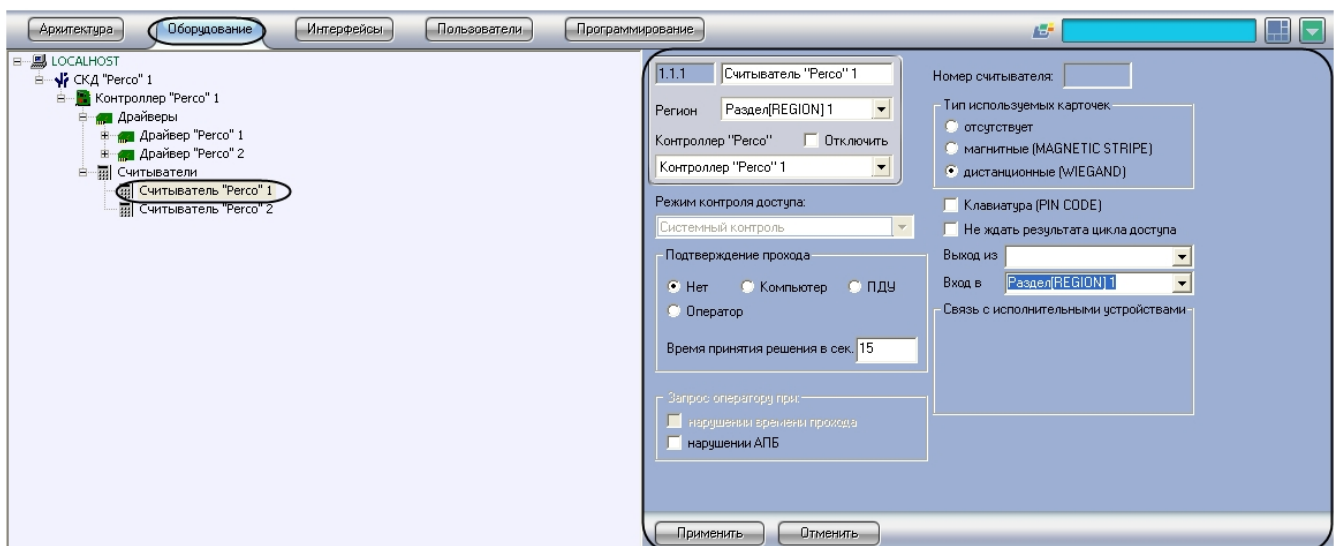 Архитектура Оборудование Интерфейсы Пользователи Программирование
LOCALHOST
СКД "Perco" 1
Контроллер "Perco" 1
Драйверы
Драйвер "Perco" 1
Драйвер "Perco" 2
Считыватели
Считыватель "Perco" 1
Считыватель "Perco" 2
1.1.1 Считыватель "Perco" 1
Регион Раздел[REGION] 1
Контроллер "Perco" Отключить
Контроллер "Perco" 1
Режим контроля доступа:
Системный контроль
Подтверждение прохода
Нет Компьютер ПДУ
Оператор
Время принятия решения в сек. 15
Запрос оператору при:
нарушении времени прохода
нарушении АПБ
Номер считывателя:
Тип используемых карточек
отсутствует
магнитные (MAGNETIC STRIPE)
дистанционные (WIEGAND)
Клавиатура (PIN CODE)
Не ждать результата цикла доступа
Выход из
Вход в Раздел[REGION] 1
Связь с исполнительными устройствами
Применить Отменить